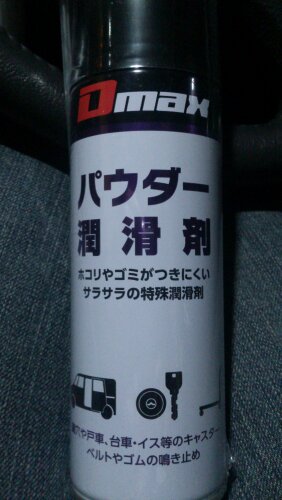 Dmax
パウダー
潤滑剤
ホコリやゴミがつきにくい
サラサラの特殊潤滑剤
穴や戸車、台車・イス等のキャスター
ベルトやゴムの鳴き止め